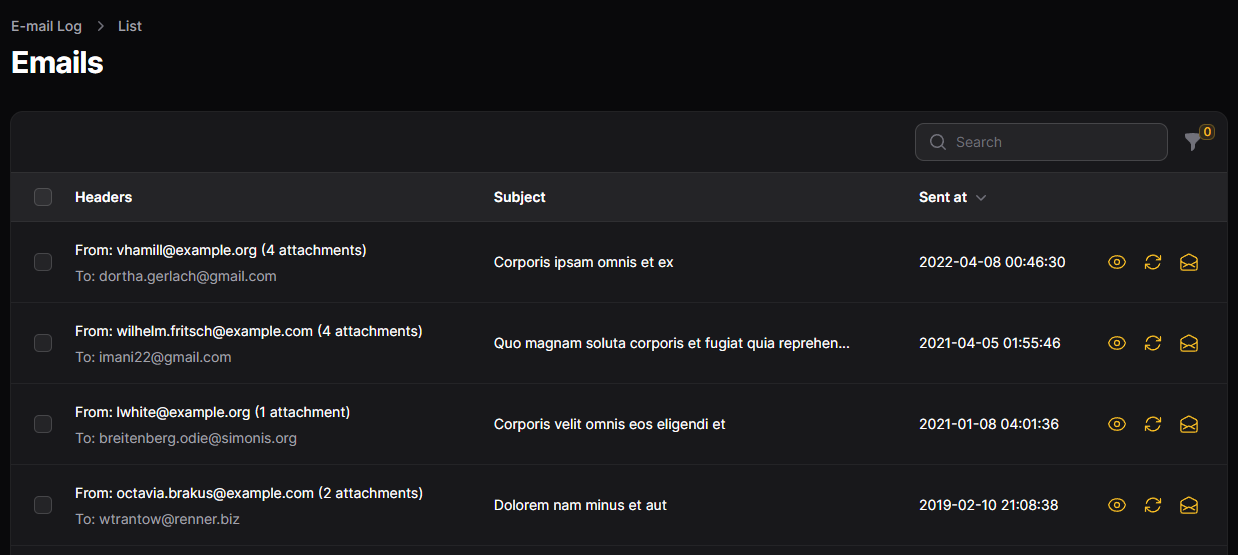 E-mail Log > List
Emails
Search
0
Headers Subject Sent at
From: vhamill@example.org (4 attachments)
To: dortha.gerlach@gmail.com
Corporis ipsam omnis et ex
2022-04-08 00:46:30
From: wilhelm.fritsch@example.com (4 attachments)
To: imani22@gmail.com
Quo magnam soluta corporis et fugiat quia reprehen...
2021-04-05 01:55:46
From: lwhite@example.org (1 attachment)
To: breitenberg.odie@simonis.org
Corporis velit omnis eos eligendi et
2021-01-08 04:01:36
From: octavia.brakus@example.com (2 attachments)
To: wtrantow@renner.biz
Dolorem nam minus et aut
2019-02-10 21:08:38